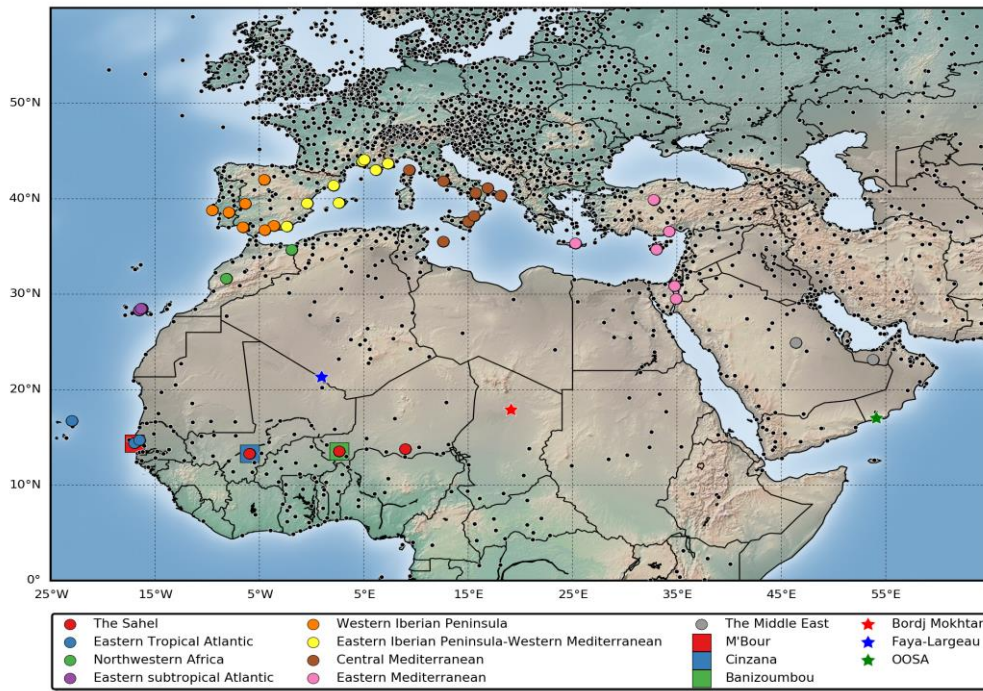 50°N
40°N
30°N
20°N
10°N
0°
25°W 15°W 5°W 5°E 15°E 25°E 35°E 45°E 55°E
The Sahel
Eastern Tropical Atlantic
Northwestern Africa
Eastern subtropical Atlantic
Western Iberian Peninsula
Eastern Iberian Peninsula-Western Mediterranean
Central Mediterranean
Eastern Mediterranean
The Middle East
M'Bour
Cinzana
Banizoumbou
Bordj Mokhtar
Faya-Largeau
OOSA